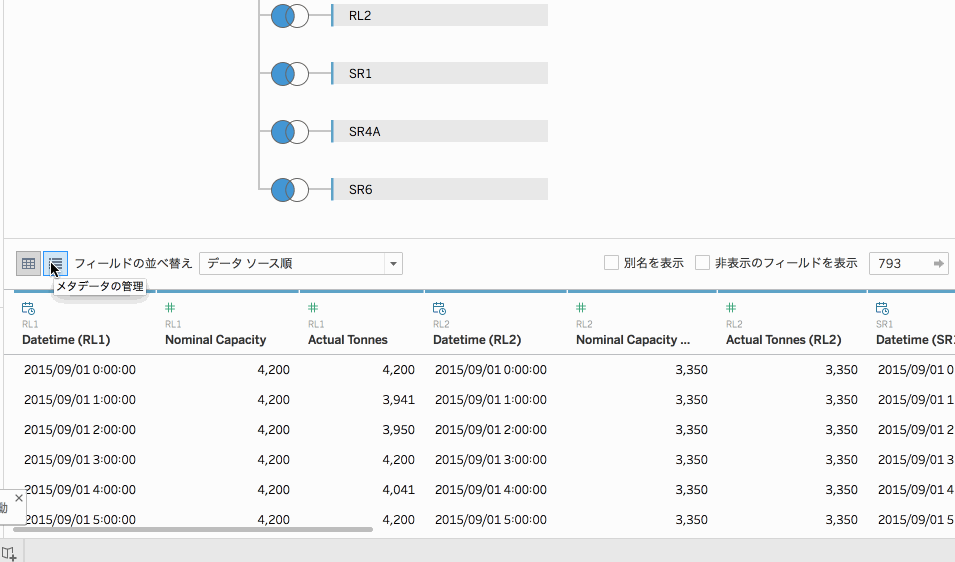 RL2
SR1
SR4A
SR6
フィールドの並べ替え データ ソース順 別名を表示 非表示のフィールドを表示 793
メタデータの管理
RL1 RL1 RL1 RL2 RL2 RL2 SR1
Datetime (RL1) Nominal Capacity Actual Tonnes Datetime (RL2) Nominal Capacity ... Actual Tonnes (RL2) Datetime (SR1
2015/09/01 0:00:00 4,200 4,200 2015/09/01 0:00:00 3,350 3,350 2015/09/01 0
2015/09/01 1:00:00 4,200 3,941 2015/09/01 1:00:00 3,350 3,350 2015/09/01 1
2015/09/01 2:00:00 4,200 3,950 2015/09/01 2:00:00 3,350 3,350 2015/09/01 2
2015/09/01 3:00:00 4,200 4,200 2015/09/01 3:00:00 3,350 3,350 2015/09/01 3
2015/09/01 4:00:00 4,200 4,041 2015/09/01 4:00:00 3,350 3,350 2015/09/01 4
動
2015/09/01 5:00:00 4,200 4,200 2015/09/01 5:00:00 3,350 3,350 2015/09/01 5